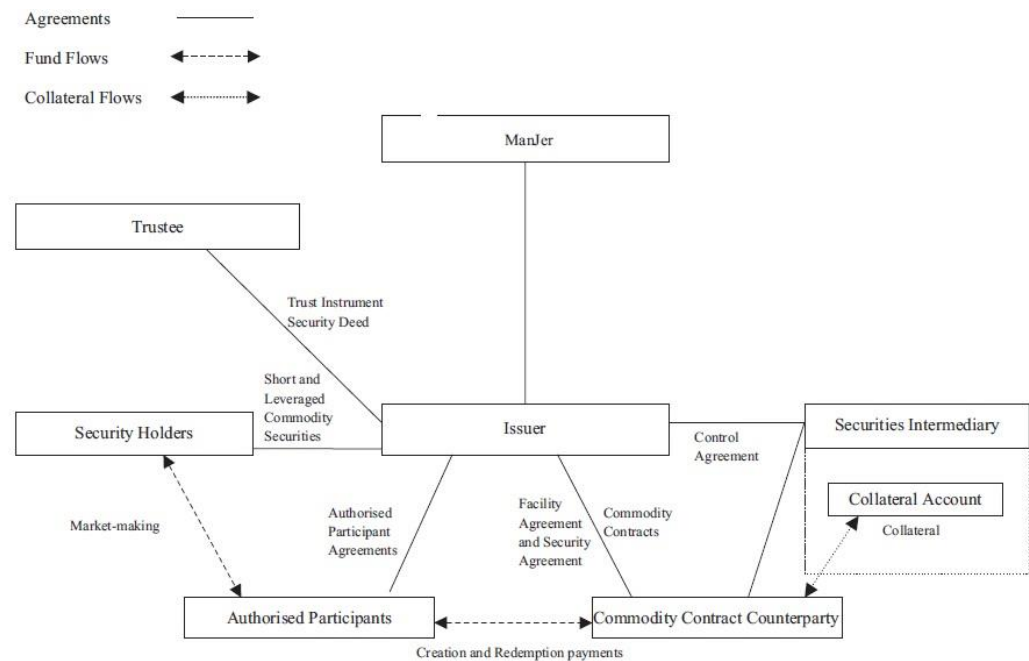 Agreements
Fund Flows
Collateral Flows
ManJer
Trustee
Trust Instrument
Security Deed
Short and
Leveraged
Commodity
Securities
Security Holders
Issuer
Control
Agreement
Securities Intermediary
Collateral Account
Collateral
Market-making
Authorised
Participant
Agreements
Facility
Agreement
and Security
Agreement
Commodity
Contracts
Authorised Participants
Commodity Contract Counterparty
Creation and Redemption payments